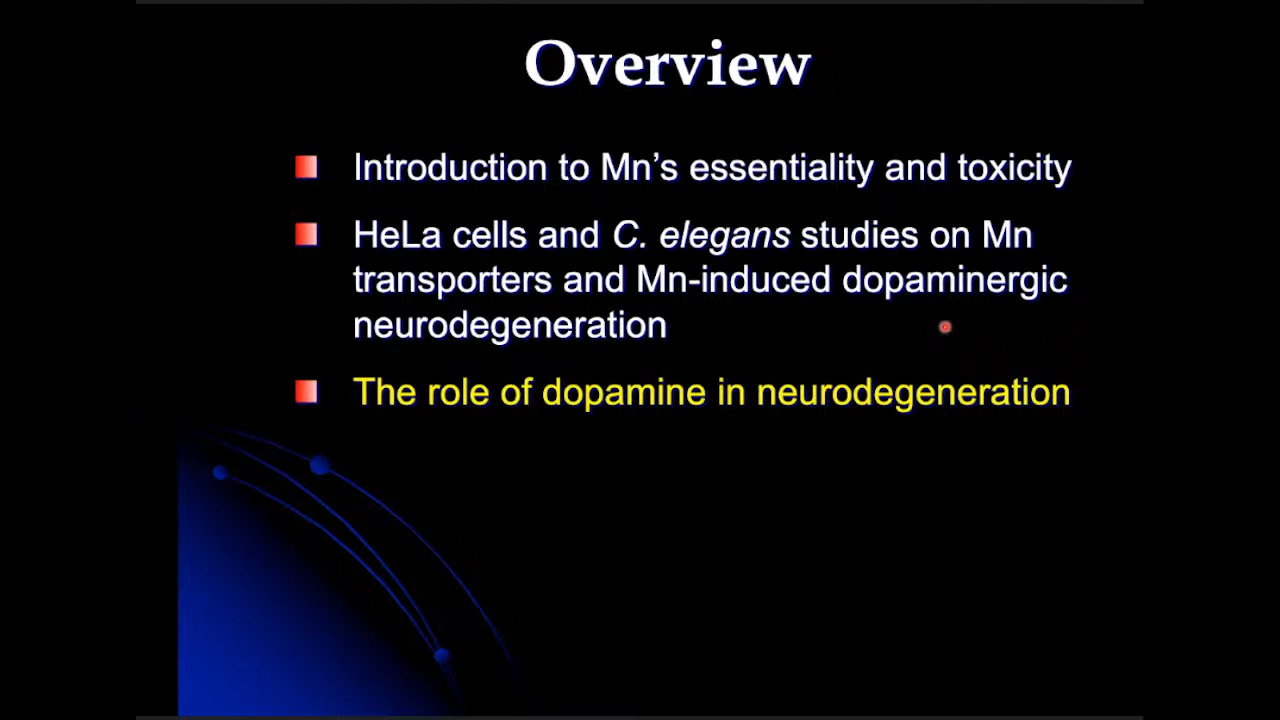 Overview
Introduction to Mn’s essentiality and toxicity
HeLa cells and C. elegans studies on Mn
transporters and Mn-induced dopaminergic
neurodegeneration
The role of dopamine in neurodegeneration